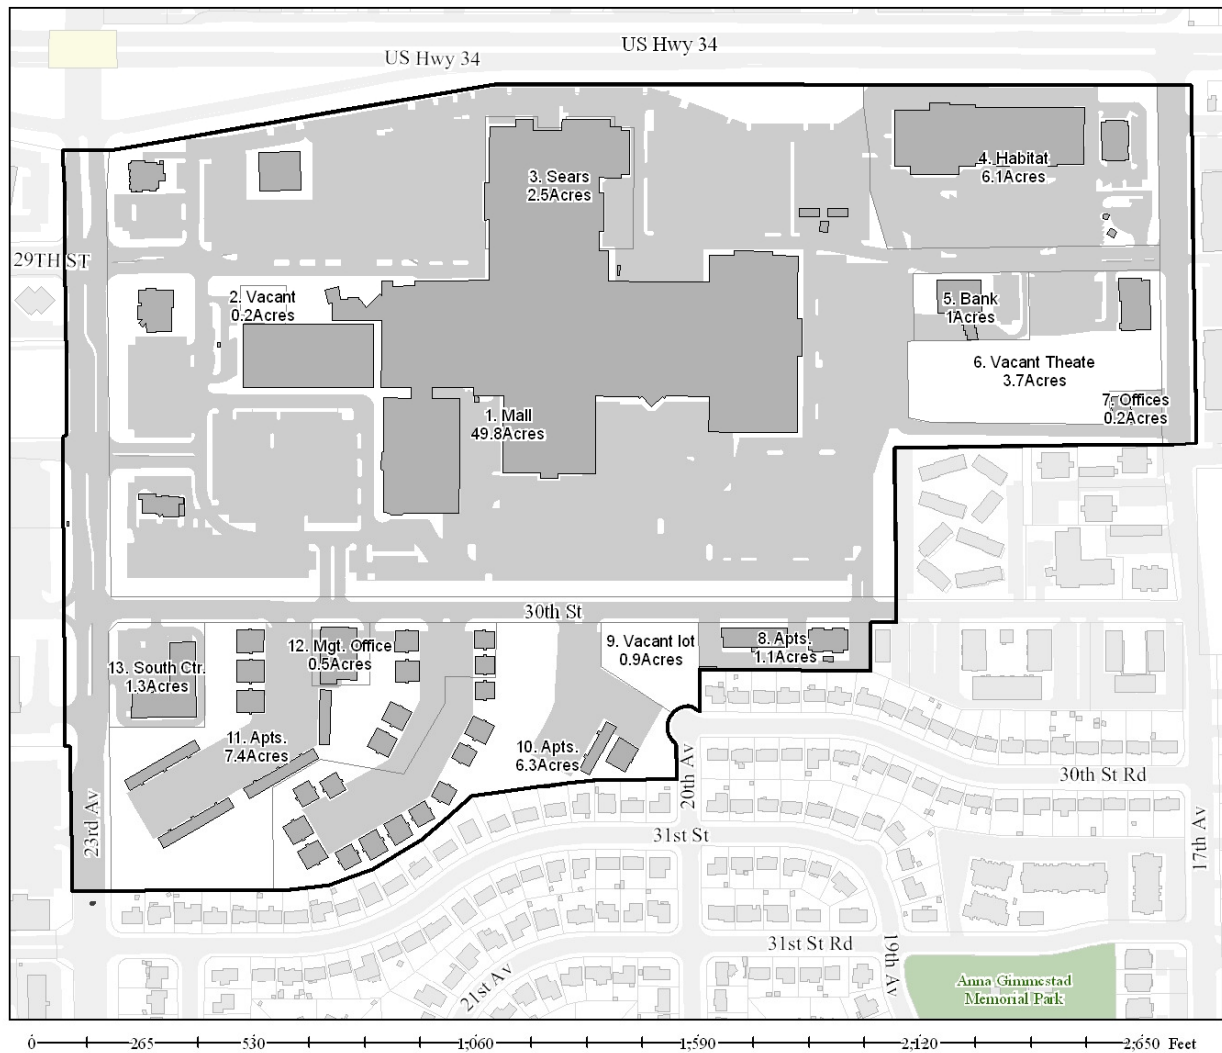 US Hwy 34
US Hwy 34
3. Sears
2.5Acres
4. Habitat
6.1Acres
29TH ST
2. Vacant
0.2Acres
5. Bank
1Acres
6. Vacant Theate
3.7Acres
7. Offices
0.2Acres
1. Mall
49.8Acres
30th St
12. Mgt. Office
0.5Acres
9. Vacant lot
0.9Acres
8. Apts.
1.1Acres
13. South Ctr.
1.3Acres
11. Apts.
7.4Acres
10. Apts.
6.3Acres
20th Av
30th St Rd
23rd Av
31st St
17th Av
31st St Rd
19th Av
21st Av
Anna Gimmestad
Memorial Park
0 265 530 1,060 1,590 2,120 2,650 Feet